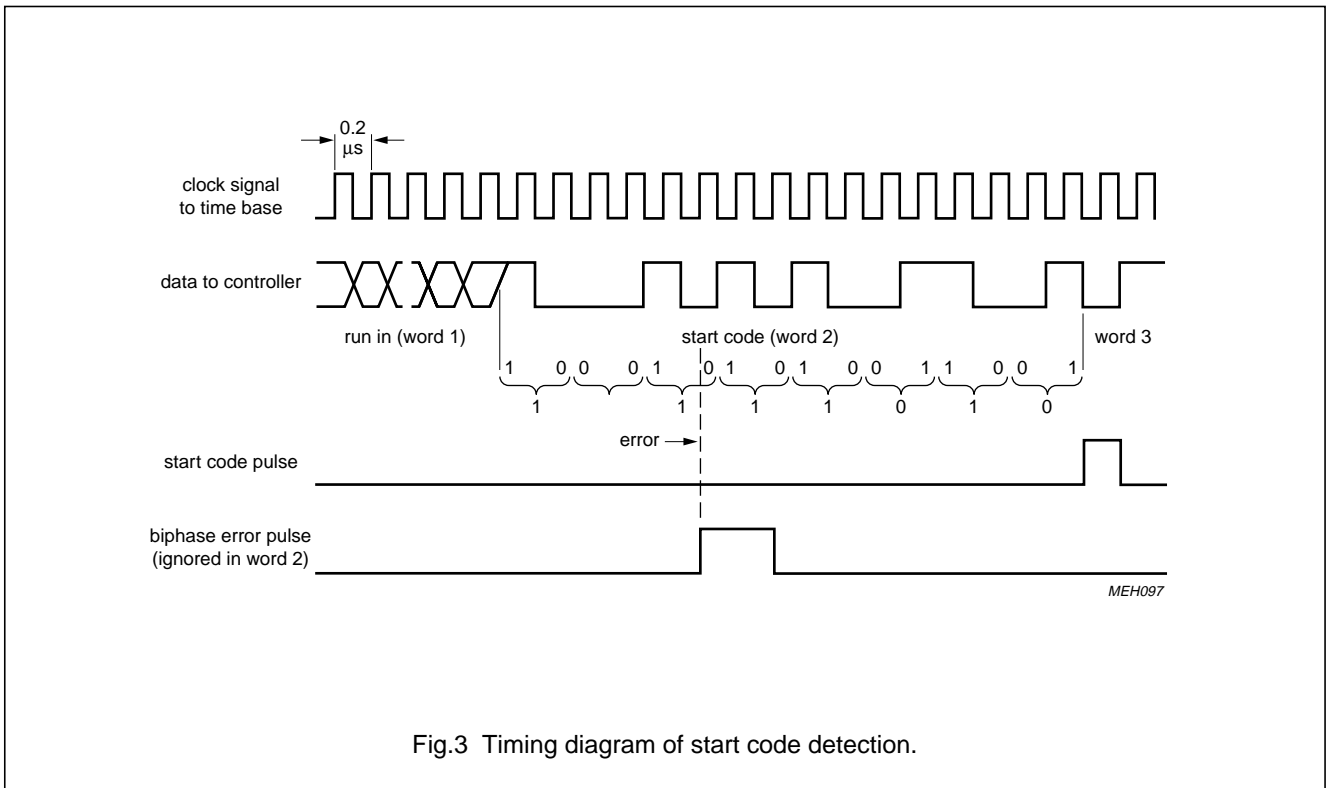 0.2
μs
clock signal
to time base
data to controller
run in (word 1)
start code (word 2)
word 3
1 0 0 0 1 0 1 0 1 0 0 1 1 0 0 1
1 1 1 1 0 1 0
error
start code pulse
biphase error pulse
(ignored in word 2)
MEH097
Fig.3 Timing diagram of start code detection.